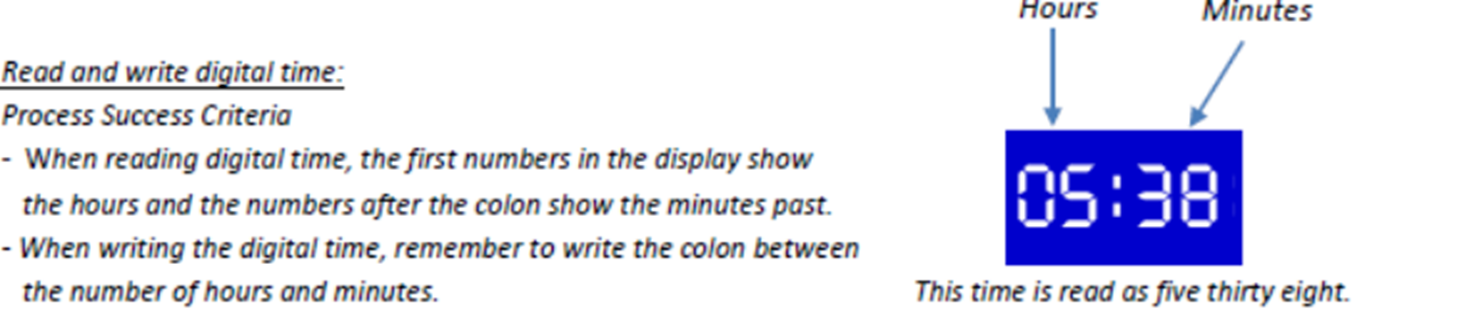 Hours Minutes
Read and write digital time:
Process Success Criteria
- When reading digital time, the first numbers in the display show
the hours and the numbers after the colon show the minutes past.
- When writing the digital time, remember to write the colon between
the number of hours and minutes.
05:38
This time is read as five thirty eight.